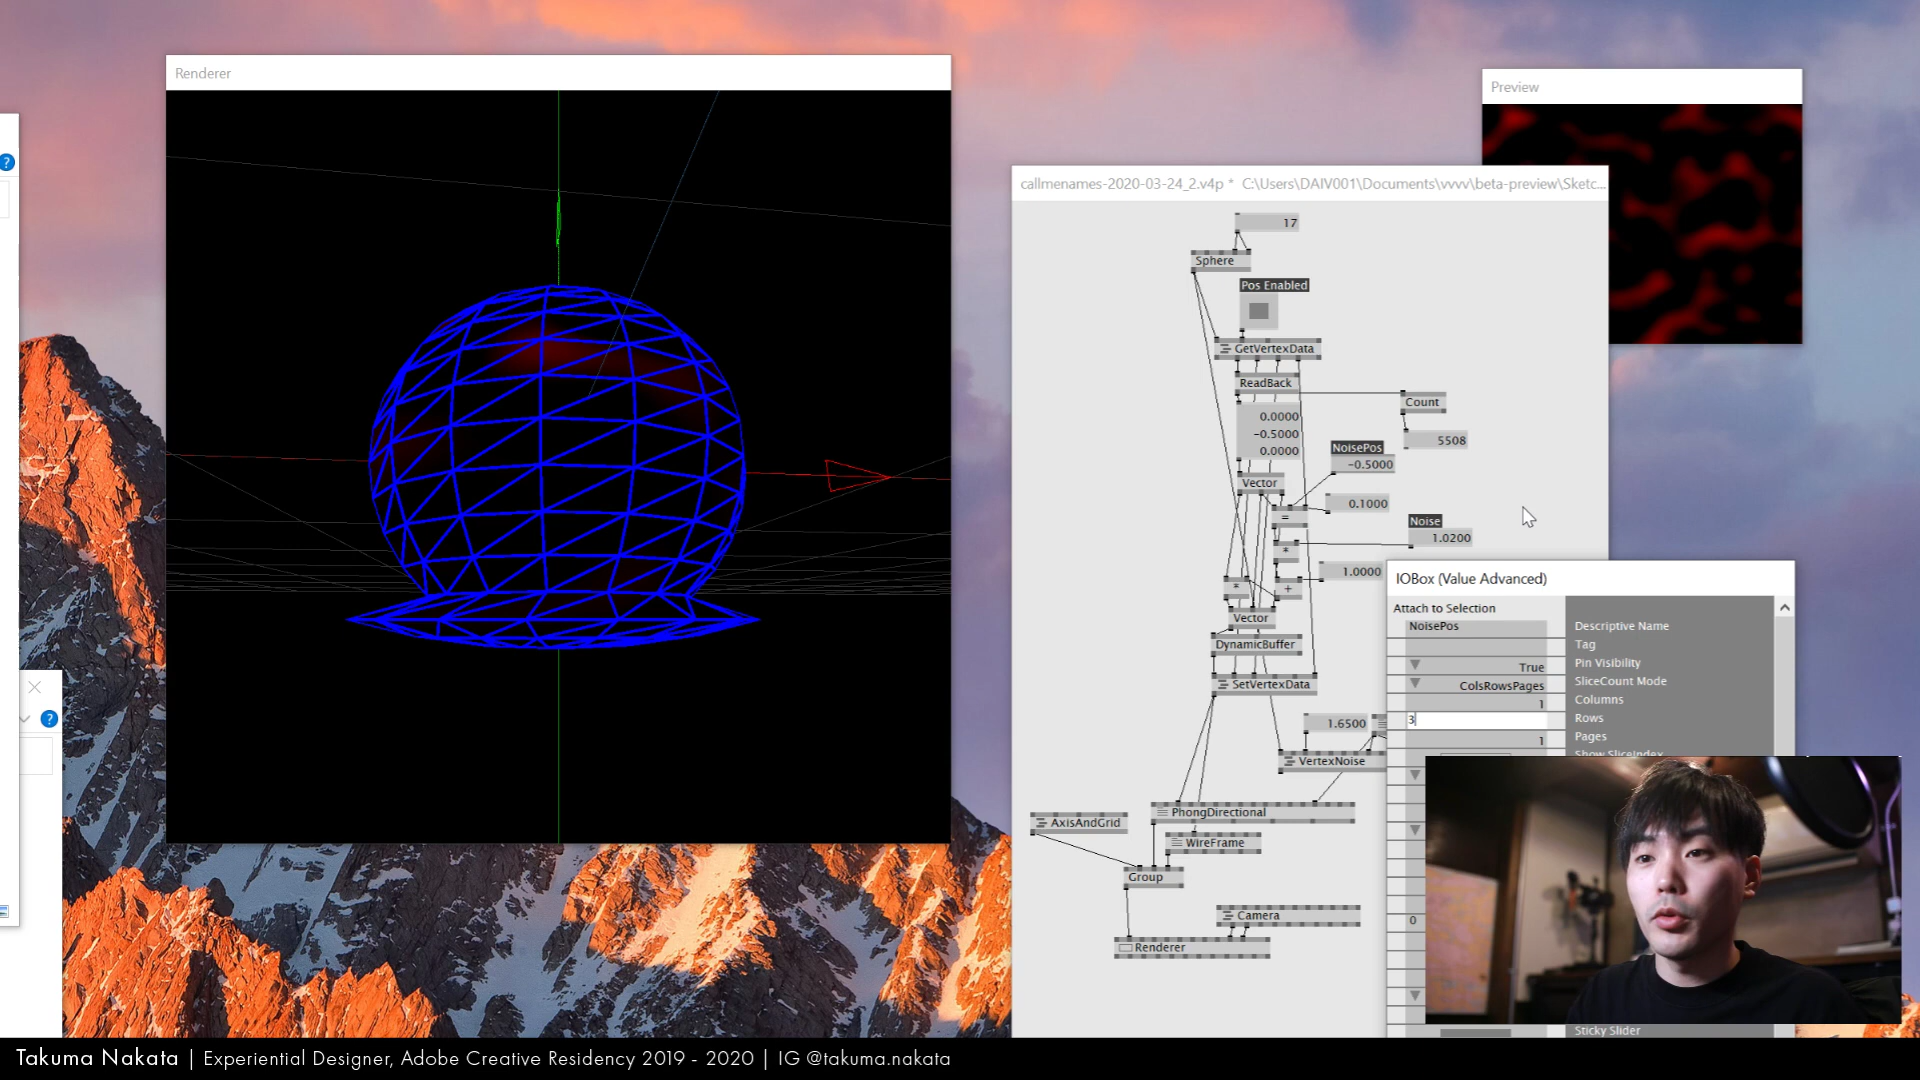 Renderer
Preview
callmenames-2020-03-24_2.v4p * C:\Users\DAIV001\Documents\vvvv\beta-preview\Sketc...
17
Sphere
Pos Enabled
GetVertexData
ReadBack
Count
0.0000
-0.5000
0.0000
5508
NoisePos
-0.5000
Vector
0.1000
=
Noise
1.0200
*
1.0000
*
+
Vector
DynamicBuffer
SetVertexData
1.6500
VertexNoise
PhongDirectional
AxisAndGrid
WireFrame
Group
Camera
Renderer
IOBox (Value Advanced)
Attach to Selection
NoisePos
Descriptive Name
Tag
True
Pin Visibility
ColsRowsPages
SliceCount Mode
1
Columns
3
Rows
1
Pages
Show SliceIndex
0
Sticky Slider
?
?
Takuma Nakata | Experiential Designer, Adobe Creative Residency 2019 - 2020 | IG @takuma.nakata